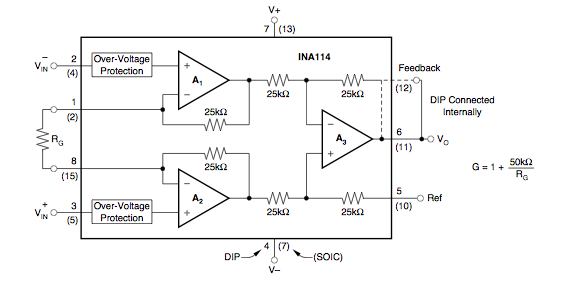 V+
7 (13)
INA114
V−IN
2
(4)
Over-Voltage
Protection
+
A1
−
25kΩ
25kΩ
Feedback
(12)
DIP Connected
Internally
1
(2)
25kΩ
RG
−
A3
+
6
(11)
VO
G = 1 + 50kΩ
RG
8
(15)
25kΩ
−
A2
+
V+IN
3
(5)
Over-Voltage
Protection
25kΩ
25kΩ
5
(10)
Ref
4 (7)
DIP
(SOIC)
V−